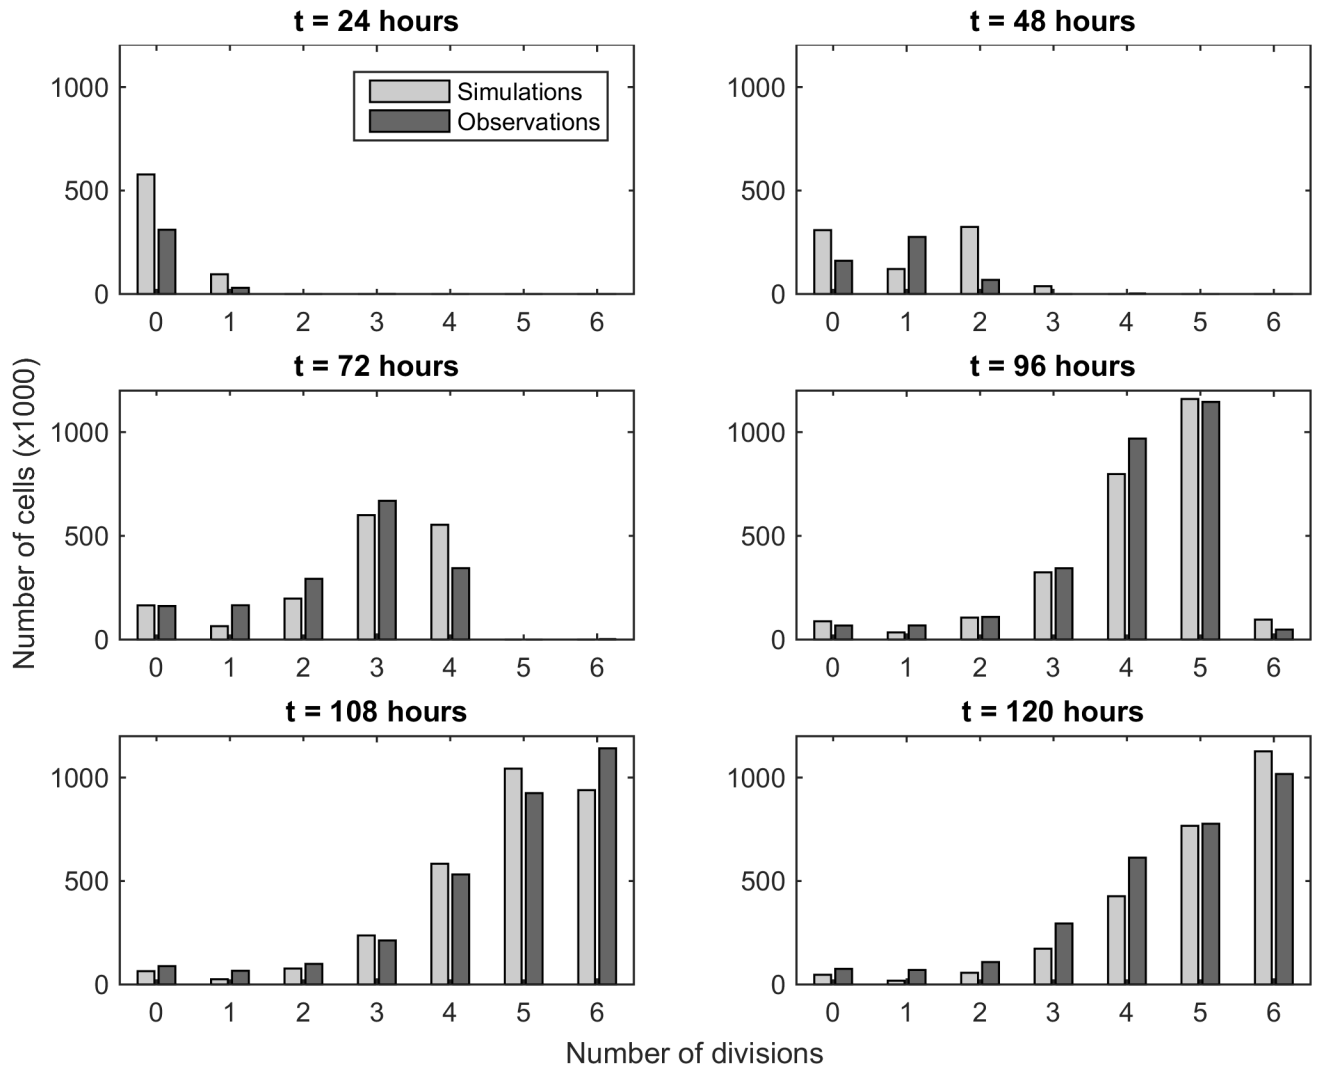 t = 24 hours
1000
500
0
0 1 2 3 4 5 6
Simulations
Observations
t = 48 hours
1000
500
0
0 1 2 3 4 5 6
t = 72 hours
1000
500
0
0 1 2 3 4 5 6
t = 96 hours
1000
500
0
0 1 2 3 4 5 6
t = 108 hours
1000
500
0
0 1 2 3 4 5 6
t = 120 hours
1000
500
0
0 1 2 3 4 5 6
Number of cells (x1000)
Number of divisions